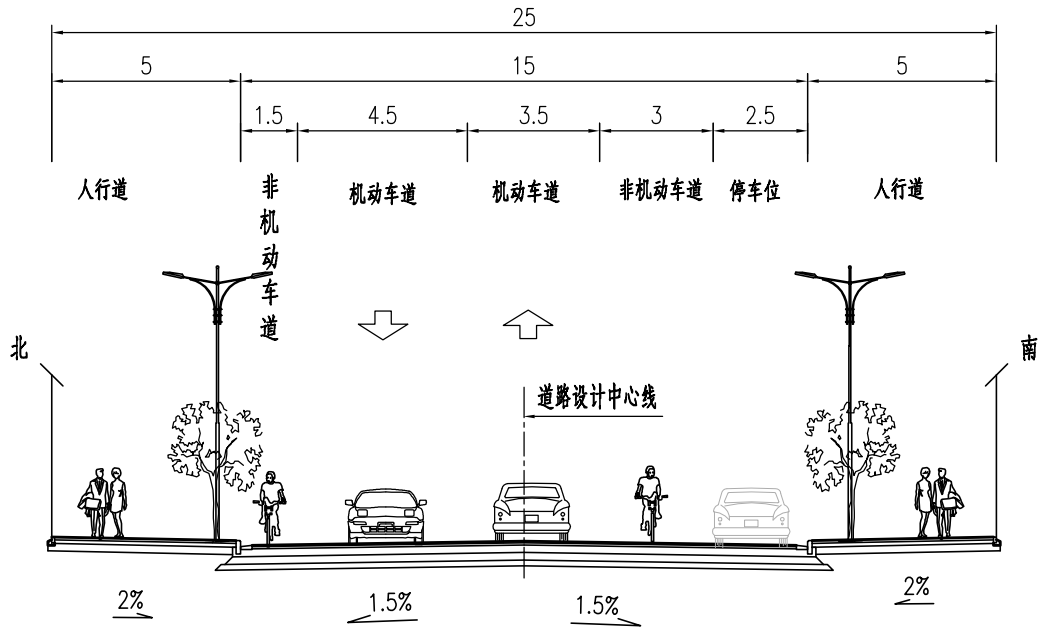 25
5
15
5
1.5
4.5
3.5
3
2.5
人行道
非机动车道
机动车道
机动车道
非机动车道
停车位
人行道
北
南
道路设计中心线
2%
1.5%
1.5%
2%